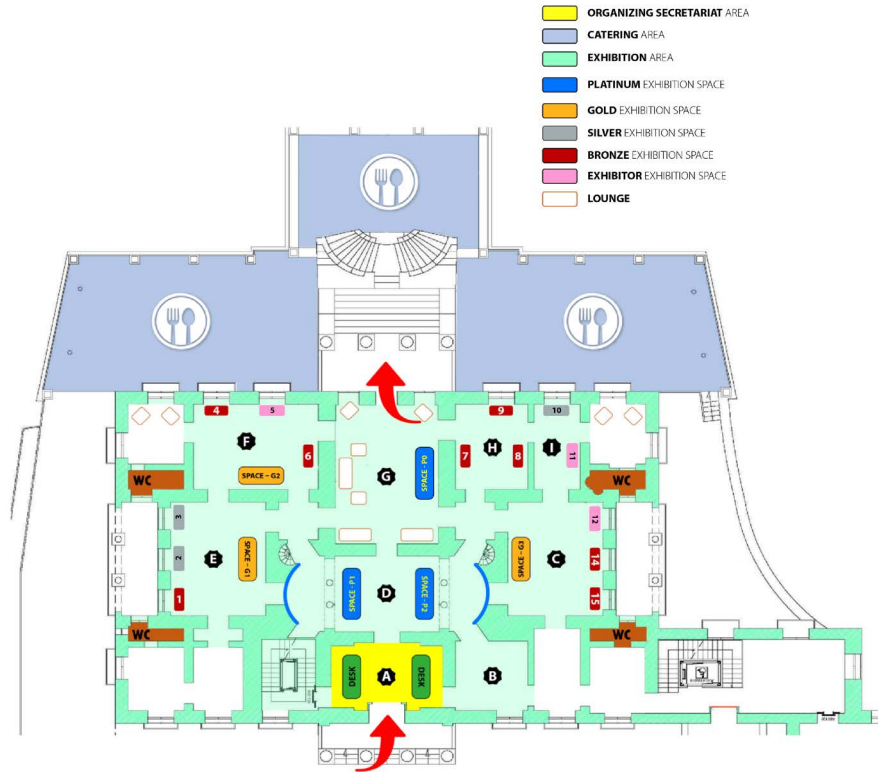 ORGANIZING SECRETARIAT AREA
CATERING AREA
EXHIBITION AREA
PLATINUM EXHIBITION SPACE
GOLD EXHIBITION SPACE
SILVER EXHIBITION SPACE
BRONZE EXHIBITION SPACE
EXHIBITOR EXHIBITION SPACE
LOUNGE
4
5
9
10
F
6
SPACE - G2
G
SPACE - P0
H
7
8
I
11
WC
WC
3
2
1
E
SPACE - G1
SPACE - P1
D
SPACE - P2
SPACE - G3
C
12
14
15
WC
WC
DESK
A
DESK
B